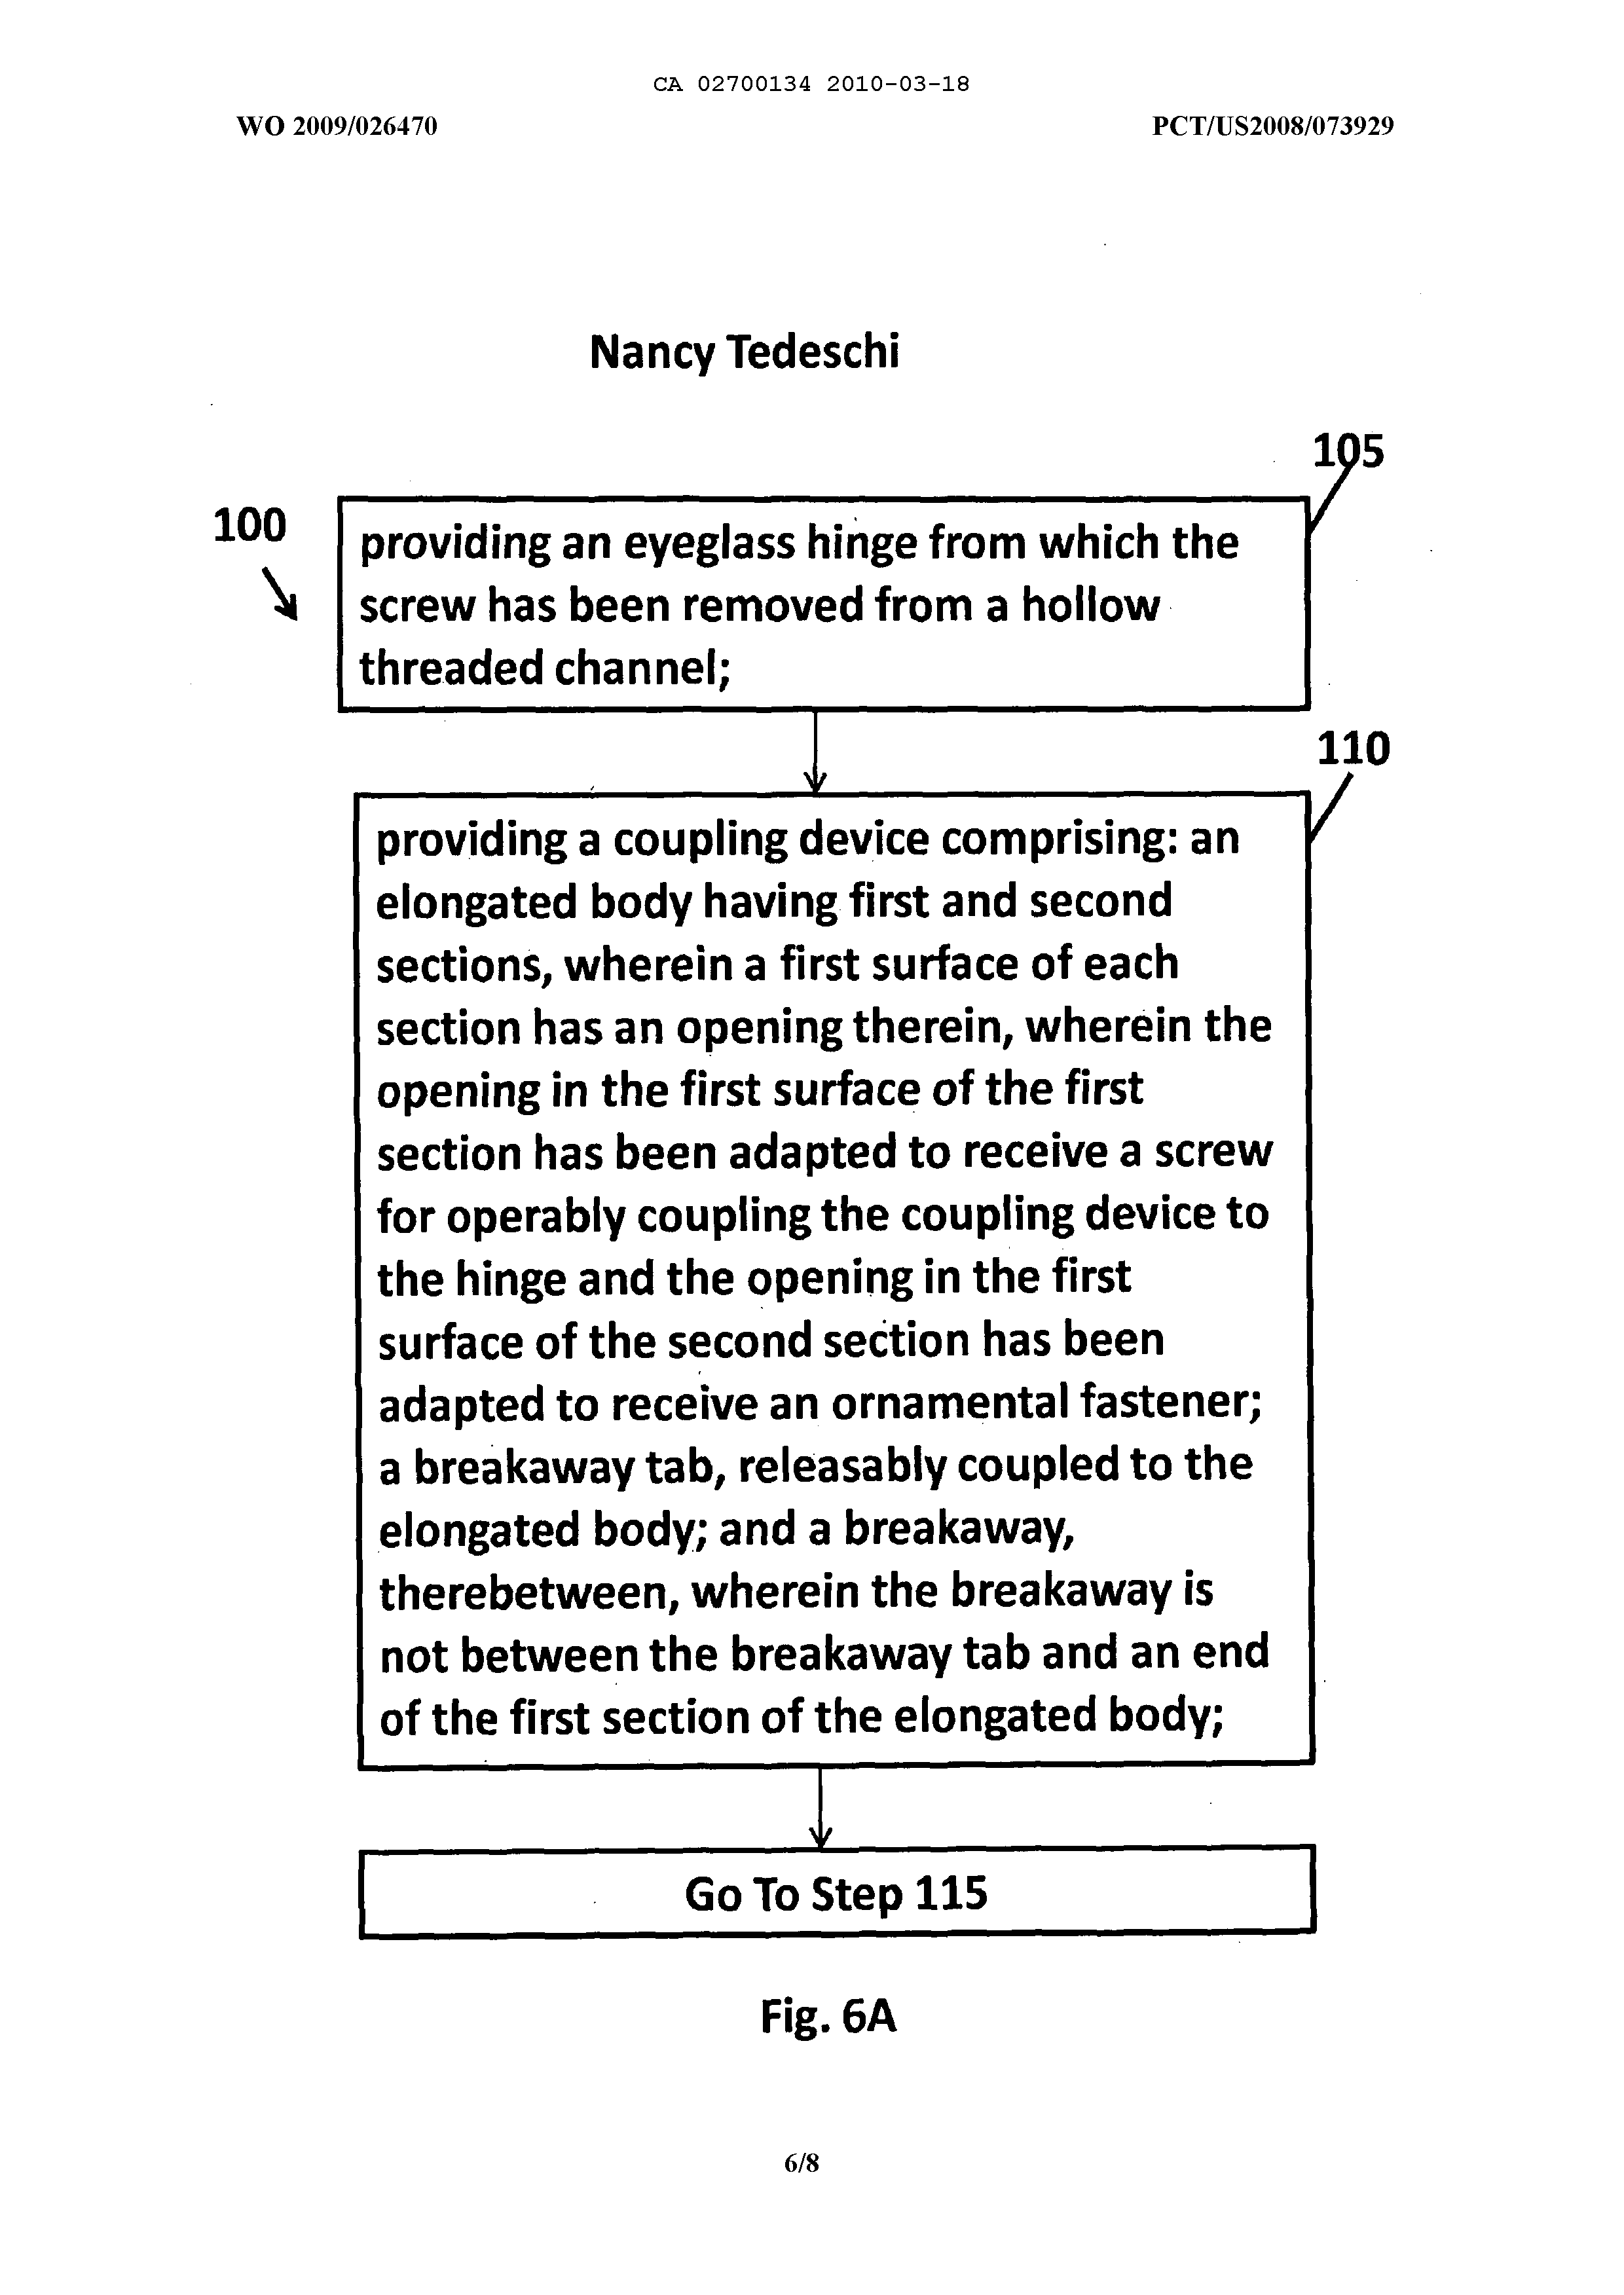 CA 02700134 2010-03-18
WO 2009/026470
PCT/US2008/073929
Nancy Tedeschi
105
100
providing an eyeglass hinge from which the
screw has been removed from a hollow
threaded channel;
110
providing a coupling device comprising: an
elongated body having first and second
sections, wherein a first surface of each
section has an opening therein, wherein the
opening in the first surface of the first
section has been adapted to receive a screw
for operably coupling the coupling device to
the hinge and the opening in the first
surface of the second section has been
adapted to receive an ornamental fastener;
a breakaway tab, releasably coupled to the
elongated body; and a breakaway,
therebetween, wherein the breakaway is
not between the breakaway tab and an end
of the first section of the elongated body;
Go To Step 115
Fig. 6A
6/8